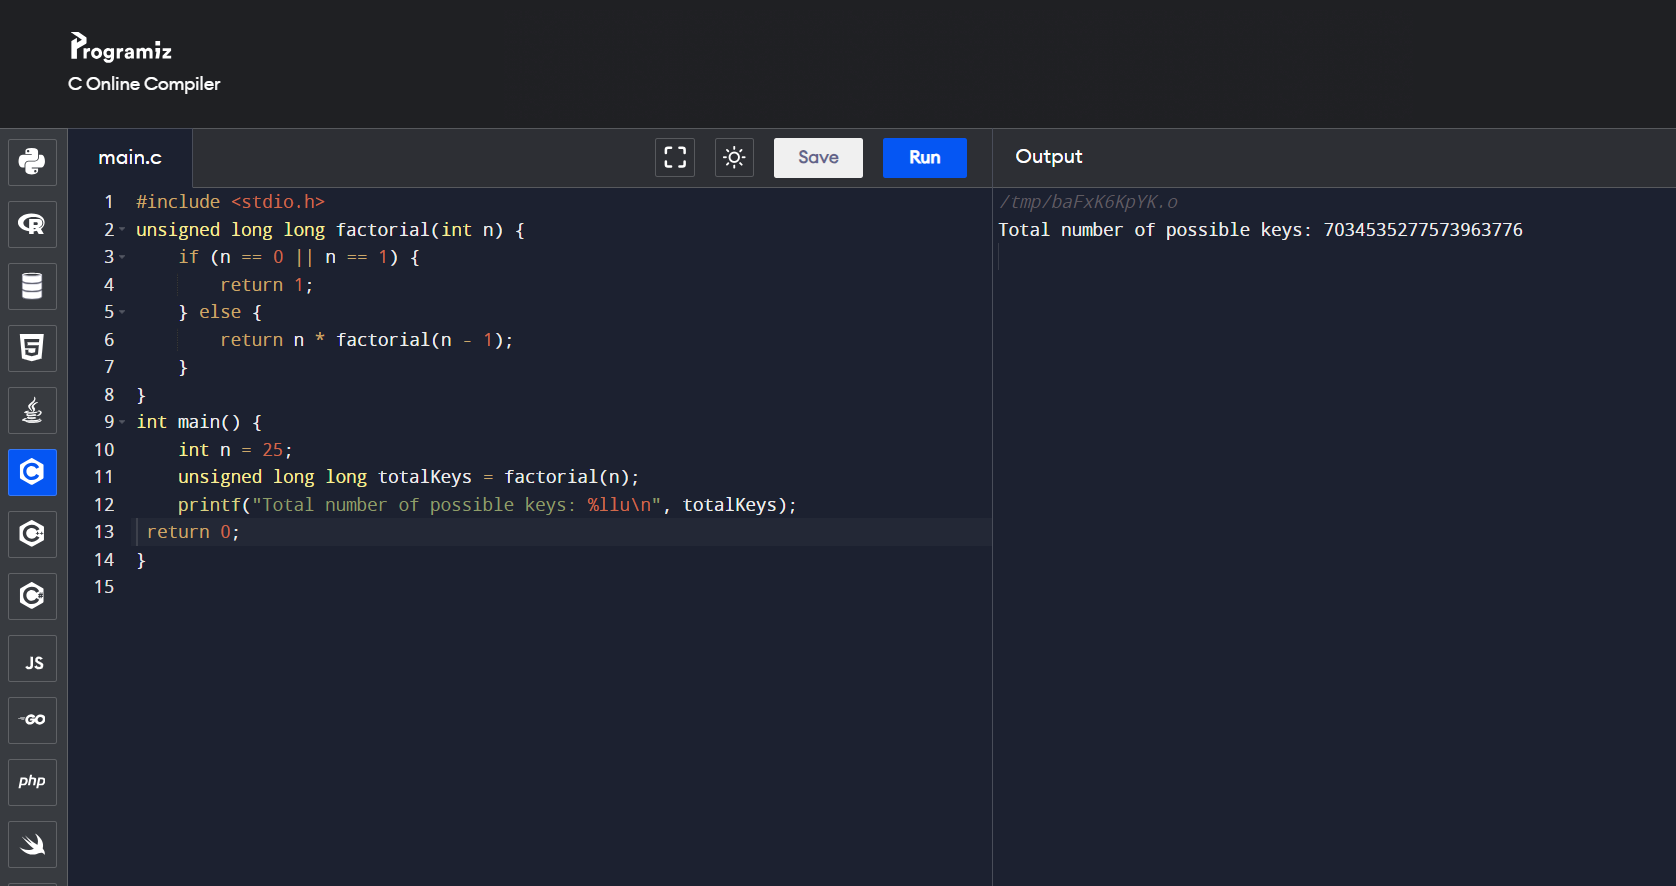 Programiz
C Online Compiler
main.c
Save
Run
Output
1 #include <stdio.h>
2 unsigned long long factorial(int n) {
3     if (n == 0 || n == 1) {
4         return 1;
5     } else {
6         return n * factorial(n - 1);
7     }
8 }
9 int main() {
10     int n = 25;
11     unsigned long long totalKeys = factorial(n);
12     printf("Total number of possible keys: %llu\n", totalKeys);
13  return 0;
14 }
15
/tmp/baFxK6KpYK.o
Total number of possible keys: 7034535277573963776
R
5
C
C++
C#
JS
GO
php